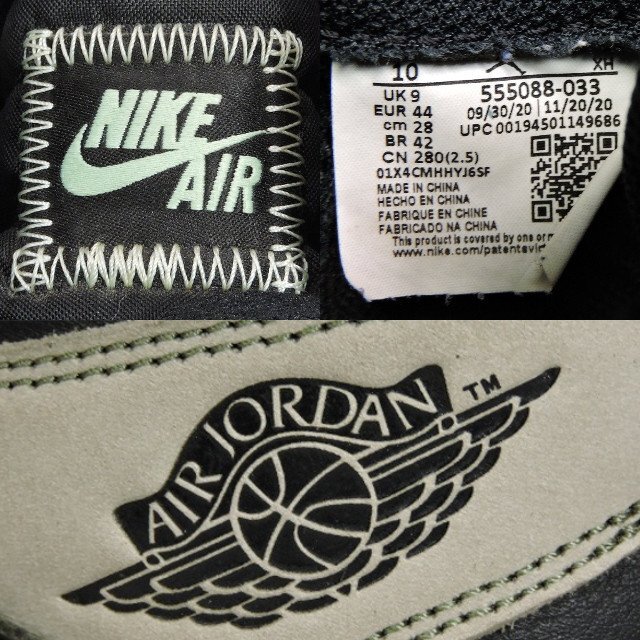 NIKE
AIR
10
XH
UK 9
555088-033
EUR 44
09/30/20
11/20/20
cm 28
UPC 00194501149686
BR 42
CN 280(2.5)
01X4CMHHYJ6SF
MADE IN CHINA
HECHO EN CHINA
FABRIQUE EN CHINE
FABRICADO EN CHINA
This product is covered by one or m
www.nike.com/patents
AIR JORDAN
TM